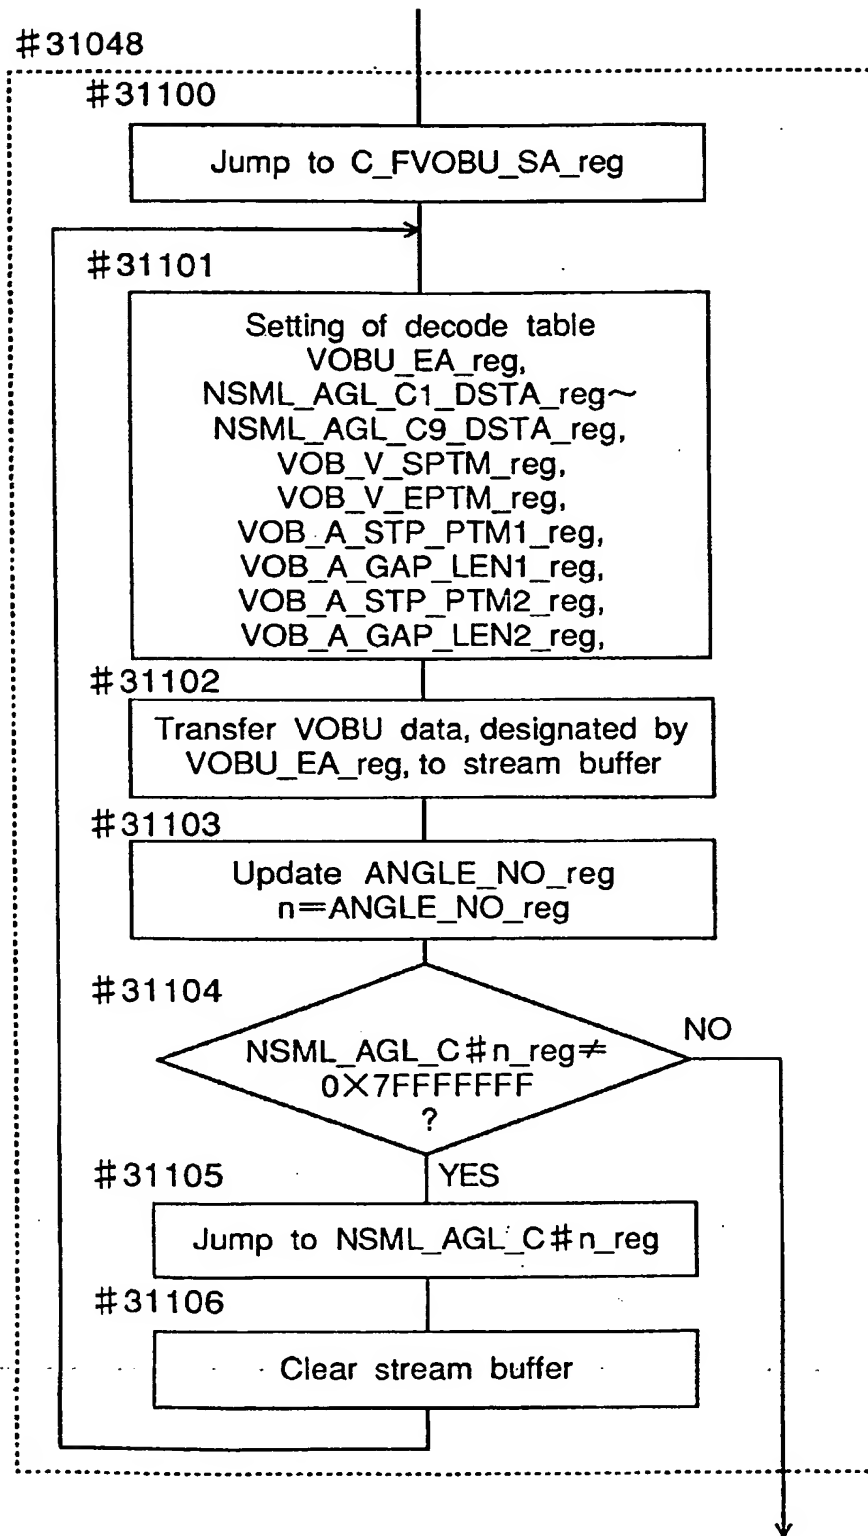 #31048
#31100
Jump to C_FVOBU_SA_reg
#31101
Setting of decode table
VOBU_EA_reg,
NSML_AGL_C1_DSTA_reg~
NSML_AGL_C9_DSTA_reg,
VOB_V_SPTM_reg,
VOB_V_EPTM_reg,
VOB_A_STP_PTM1_reg,
VOB_A_GAP_LEN1_reg,
VOB_A_STP_PTM2_reg,
VOB_A_GAP_LEN2_reg,
#31102
Transfer VOBU data, designated by
VOBU_EA_reg, to stream buffer
#31103
Update ANGLE_NO_reg
n=ANGLE_NO_reg
#31104
NO
NSML_AGL_C#n_reg≠
0X7FFFFFFF
?
#31105
YES
Jump to NSML_AGL_C#n_reg
#31106
Clear stream buffer